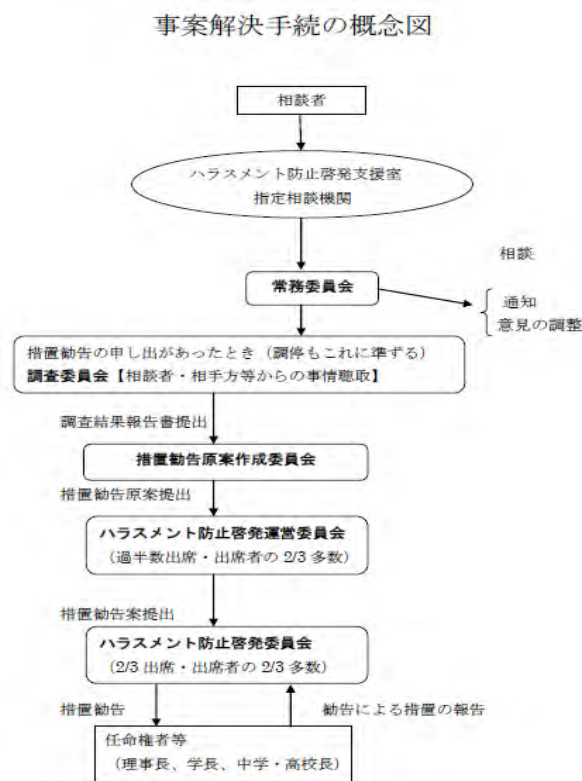 事案解決手続の概念図
相談者
ハラスメント防止啓発支援室
指定相談機関
相談
常務委員会
通知
意見の調整
措置勧告の申し出があったとき（調停もこれに準ずる）
調査委員会【相談者・相手方等からの事情聴取】
調査結果報告書提出
措置勧告原案作成委員会
措置勧告原案提出
ハラスメント防止啓発運営委員会
（過半数出席・出席者の 2/3 多数）
措置勧告案提出
ハラスメント防止啓発委員会
（2/3 出席・出席者の 2/3 多数）
措置勧告
勧告による措置の報告
任命権者等
（理事長、学長、中学・高校長）